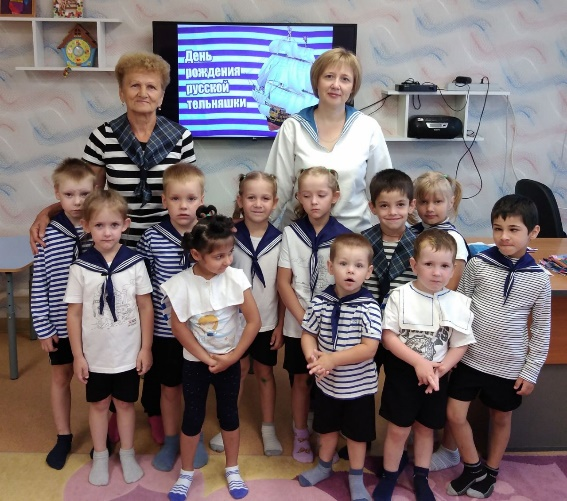 День
рождения
русской
тельняшки